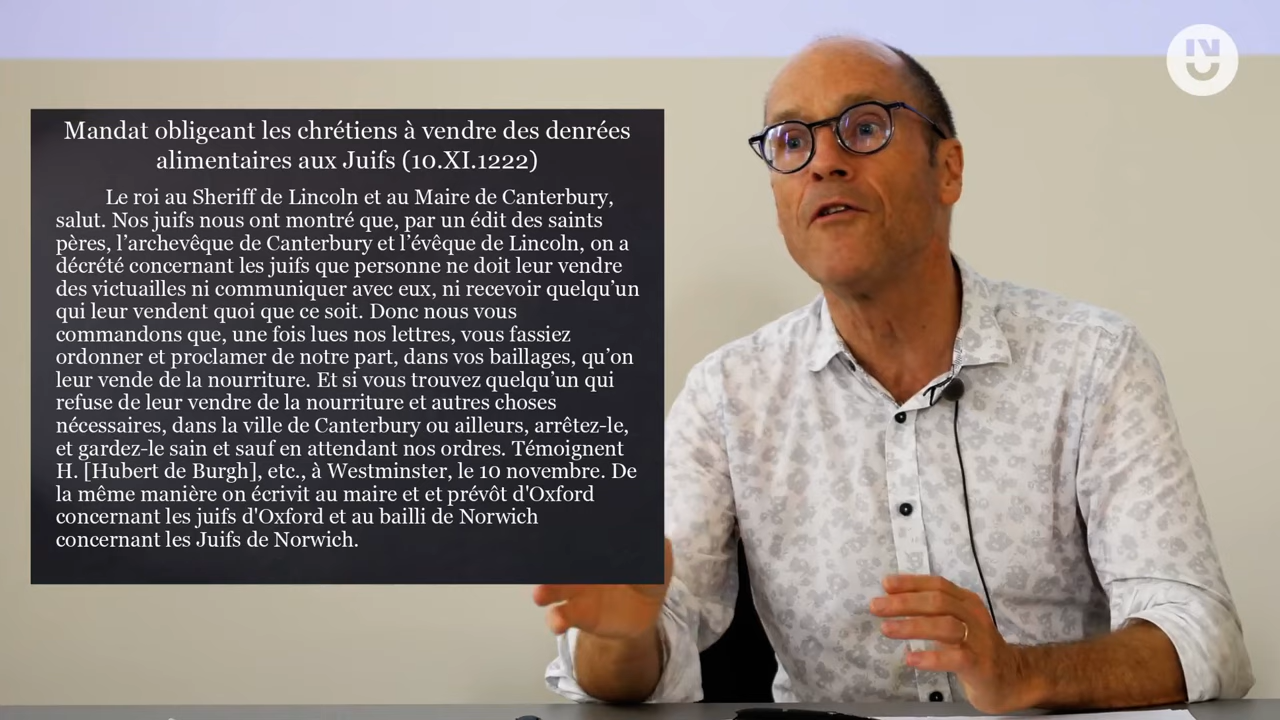 Mandat obligeant les chrétiens à vendre des denrées
alimentaires aux Juifs (10.XI.1222)
Le roi au Sheriff de Lincoln et au Maire de Canterbury,
salut. Nos juifs nous ont montré que, par un édit des saints
pères, l’archevêque de Canterbury et l’évêque de Lincoln, on a
décrété concernant les juifs que personne ne doit leur vendre
des victuailles ni communiquer avec eux, ni recevoir quelqu’un
qui leur vendent quoi que ce soit. Donc nous vous
commandons que, une fois lues nos lettres, vous fassiez
ordonner et proclamer de notre part, dans vos baillages, qu’on
leur vende de la nourriture. Et si vous trouvez quelqu’un qui
refuse de leur vendre de la nourriture et autres choses
nécessaires, dans la ville de Canterbury ou ailleurs, arrêtez-le,
et gardez-le sain et sauf en attendant nos ordres. Témoignent
H. [Hubert de Burgh], etc., à Westminster, le 10 novembre. De
la même manière on écrivit au maire et et prévôt d'Oxford
concernant les juifs d'Oxford et au bailli de Norwich
concernant les Juifs de Norwich.